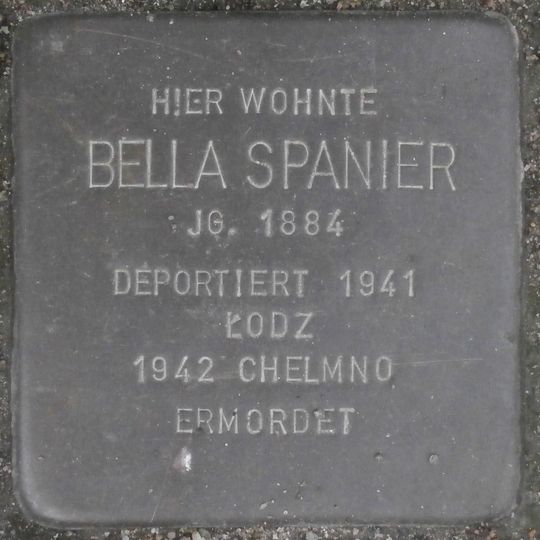 HIER WOHNTE
BELLA SPANIER
JG. 1884
DEPORTIERT 1941
ŁODZ
1942 CHELMNO
ERMORDET